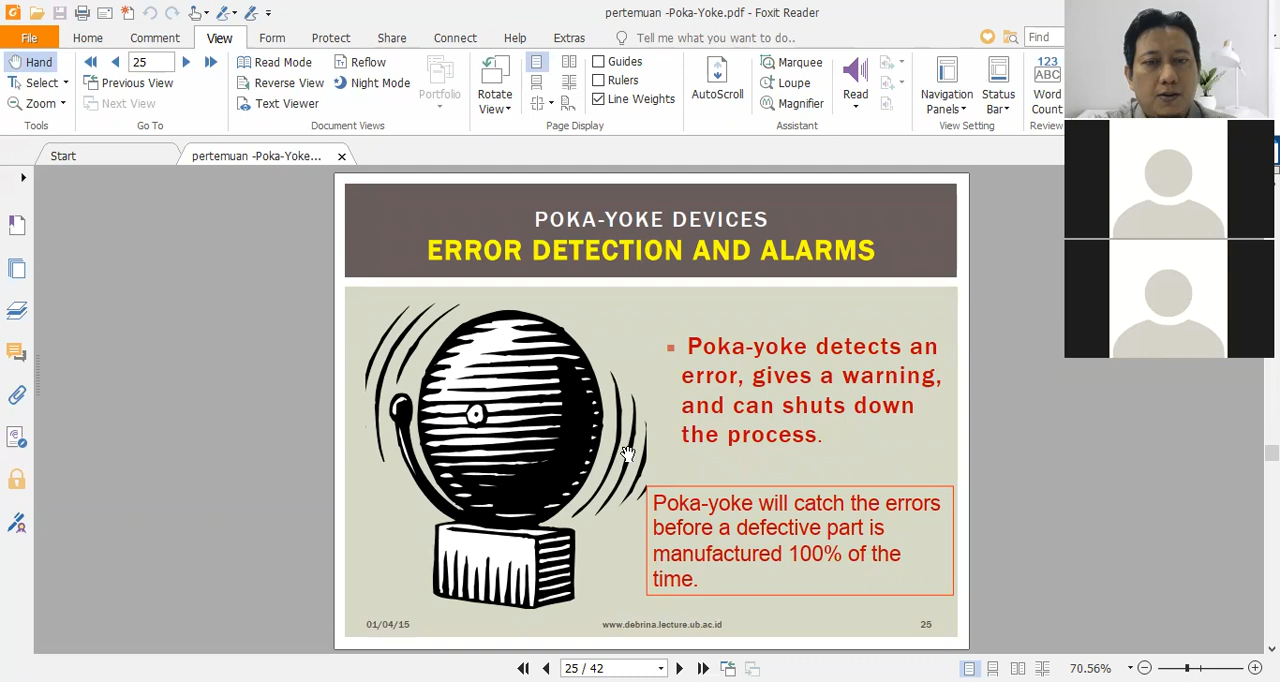 pertemuan -Poka-Yoke.pdf - Foxit Reader
File Home Comment View Form Protect Share Connect Help Extras Tell me what you want to do.. Find
Hand 25 Read Mode Reflow Guides Marquee
Select Previous View Reverse View Night Mode Rulers Loupe
Zoom Next View Text Viewer Portfolio Rotate View Line Weights AutoScroll Magnifier Read Navigation Panels Status Bar 123 ABC Word Count
Tools Go To Document Views Page Display Assistant View Setting Review
Start pertemuan -Poka-Yoke...
POKA-YOKE DEVICES
ERROR DETECTION AND ALARMS
Poka-yoke detects an
error, gives a warning,
and can shuts down
the process.
Poka-yoke will catch the errors
before a defective part is
manufactured 100% of the
time.
01/04/15 www.debrina.lecture.ub.ac.id 25
25 / 42 70.56%